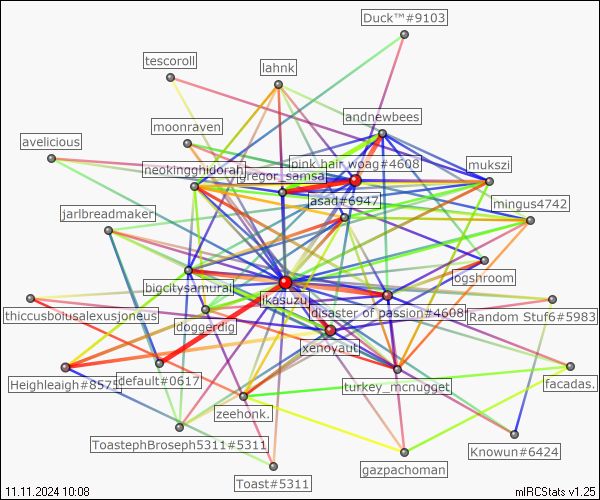 Duck™#9103
tescoroll
lahnk
andnewbees
moonraven
avelicious
pink hair woag#4608
neokingghidorah
gregor_samsa
mukszi
asad#6947
mingus4742
jarlbreadmaker
ogshroom
bigcitysamurai
ikasuzu
thiccusbotusalexusjoneus
disaster of passion#4608
Random Stuf6#5983
doggerdig
xenoyaut
Heighleaigh#8575
default#0617
turkey_mcnugget
facadas.
zeehonk.
ToastephBroseph5311#5311
Knowun#6424
gazpachoman
Toast#5311
11.11.2024 10:08
mIRCStats v1.25